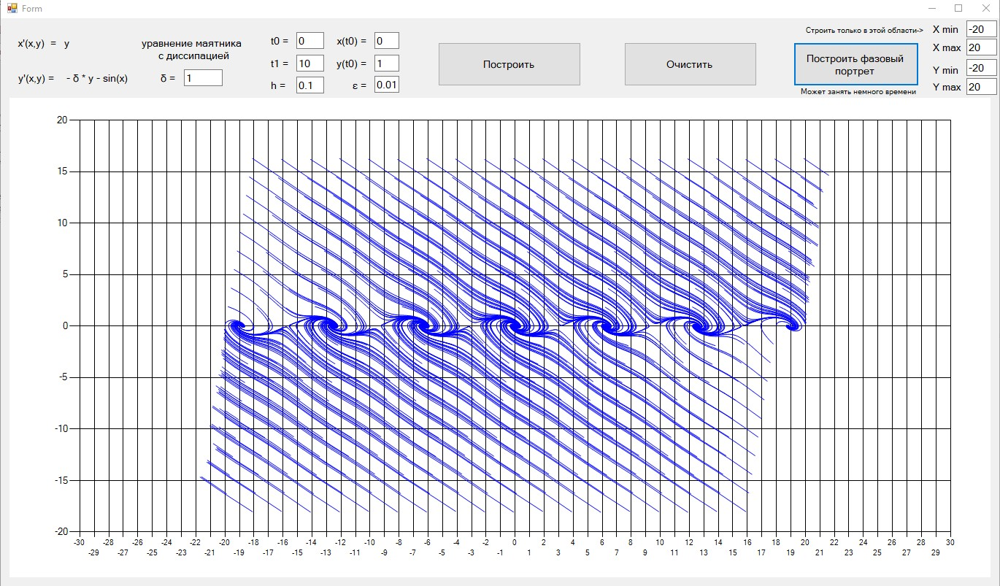 Form
Строить только в этой области-> X min -20
x'(x,y) = y
уравнение маятника
с диссипацией
t0 = 0 x(t0) = 0
X max 20
y'(x,y) = - δ * y - sin(x)
δ = 1
t1 = 10 y(t0) = 1
h = 0.1 ε = 0.01
Построить
Очистить
Построить фазовый
портрет
Y min -20
Y max 20
Может занять немного времени
20
15
10
5
0
-5
-10
-15
-20
-30 -28 -26 -24 -22 -20 -18 -16 -14 -12 -10 -8 -6 -4 -2 0 2 4 6 8 10 12 14 16 18 20 22 24 26 28 30
-29 -27 -25 -23 -21 -19 -17 -15 -13 -11 -9 -7 -5 -3 -1 1 3 5 7 9 11 13 15 17 19 21 23 25 27 29